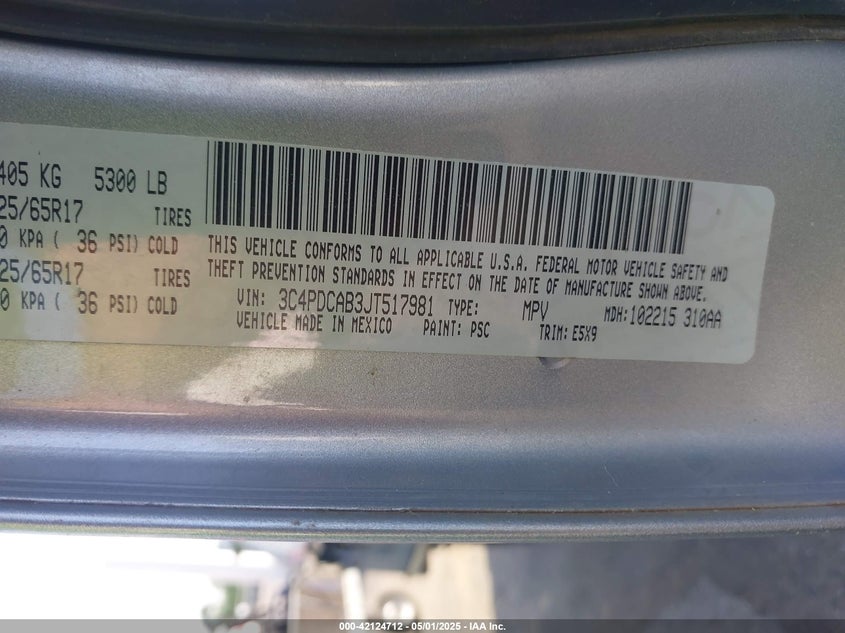 405 KG 5300 LB
25/65R17 TIRES
0 KPA ( 36 PSI) COLD
25/65R17 TIRES
0 KPA ( 36 PSI) COLD
THIS VEHICLE CONFORMS TO ALL APPLICABLE U.S.A. FEDERAL MOTOR VEHICLE SAFETY AND
THEFT PREVENTION STANDARDS IN EFFECT ON THE DATE OF MANUFACTURE SHOWN ABOVE.
VIN: 3C4PDCAB3JT517981 TYPE: MPV MDH: 102215 310AA
VEHICLE MADE IN MEXICO PAINT: PSC TRIM: E5X9
000-42124712 - 05/01/2025 - IAA Inc.